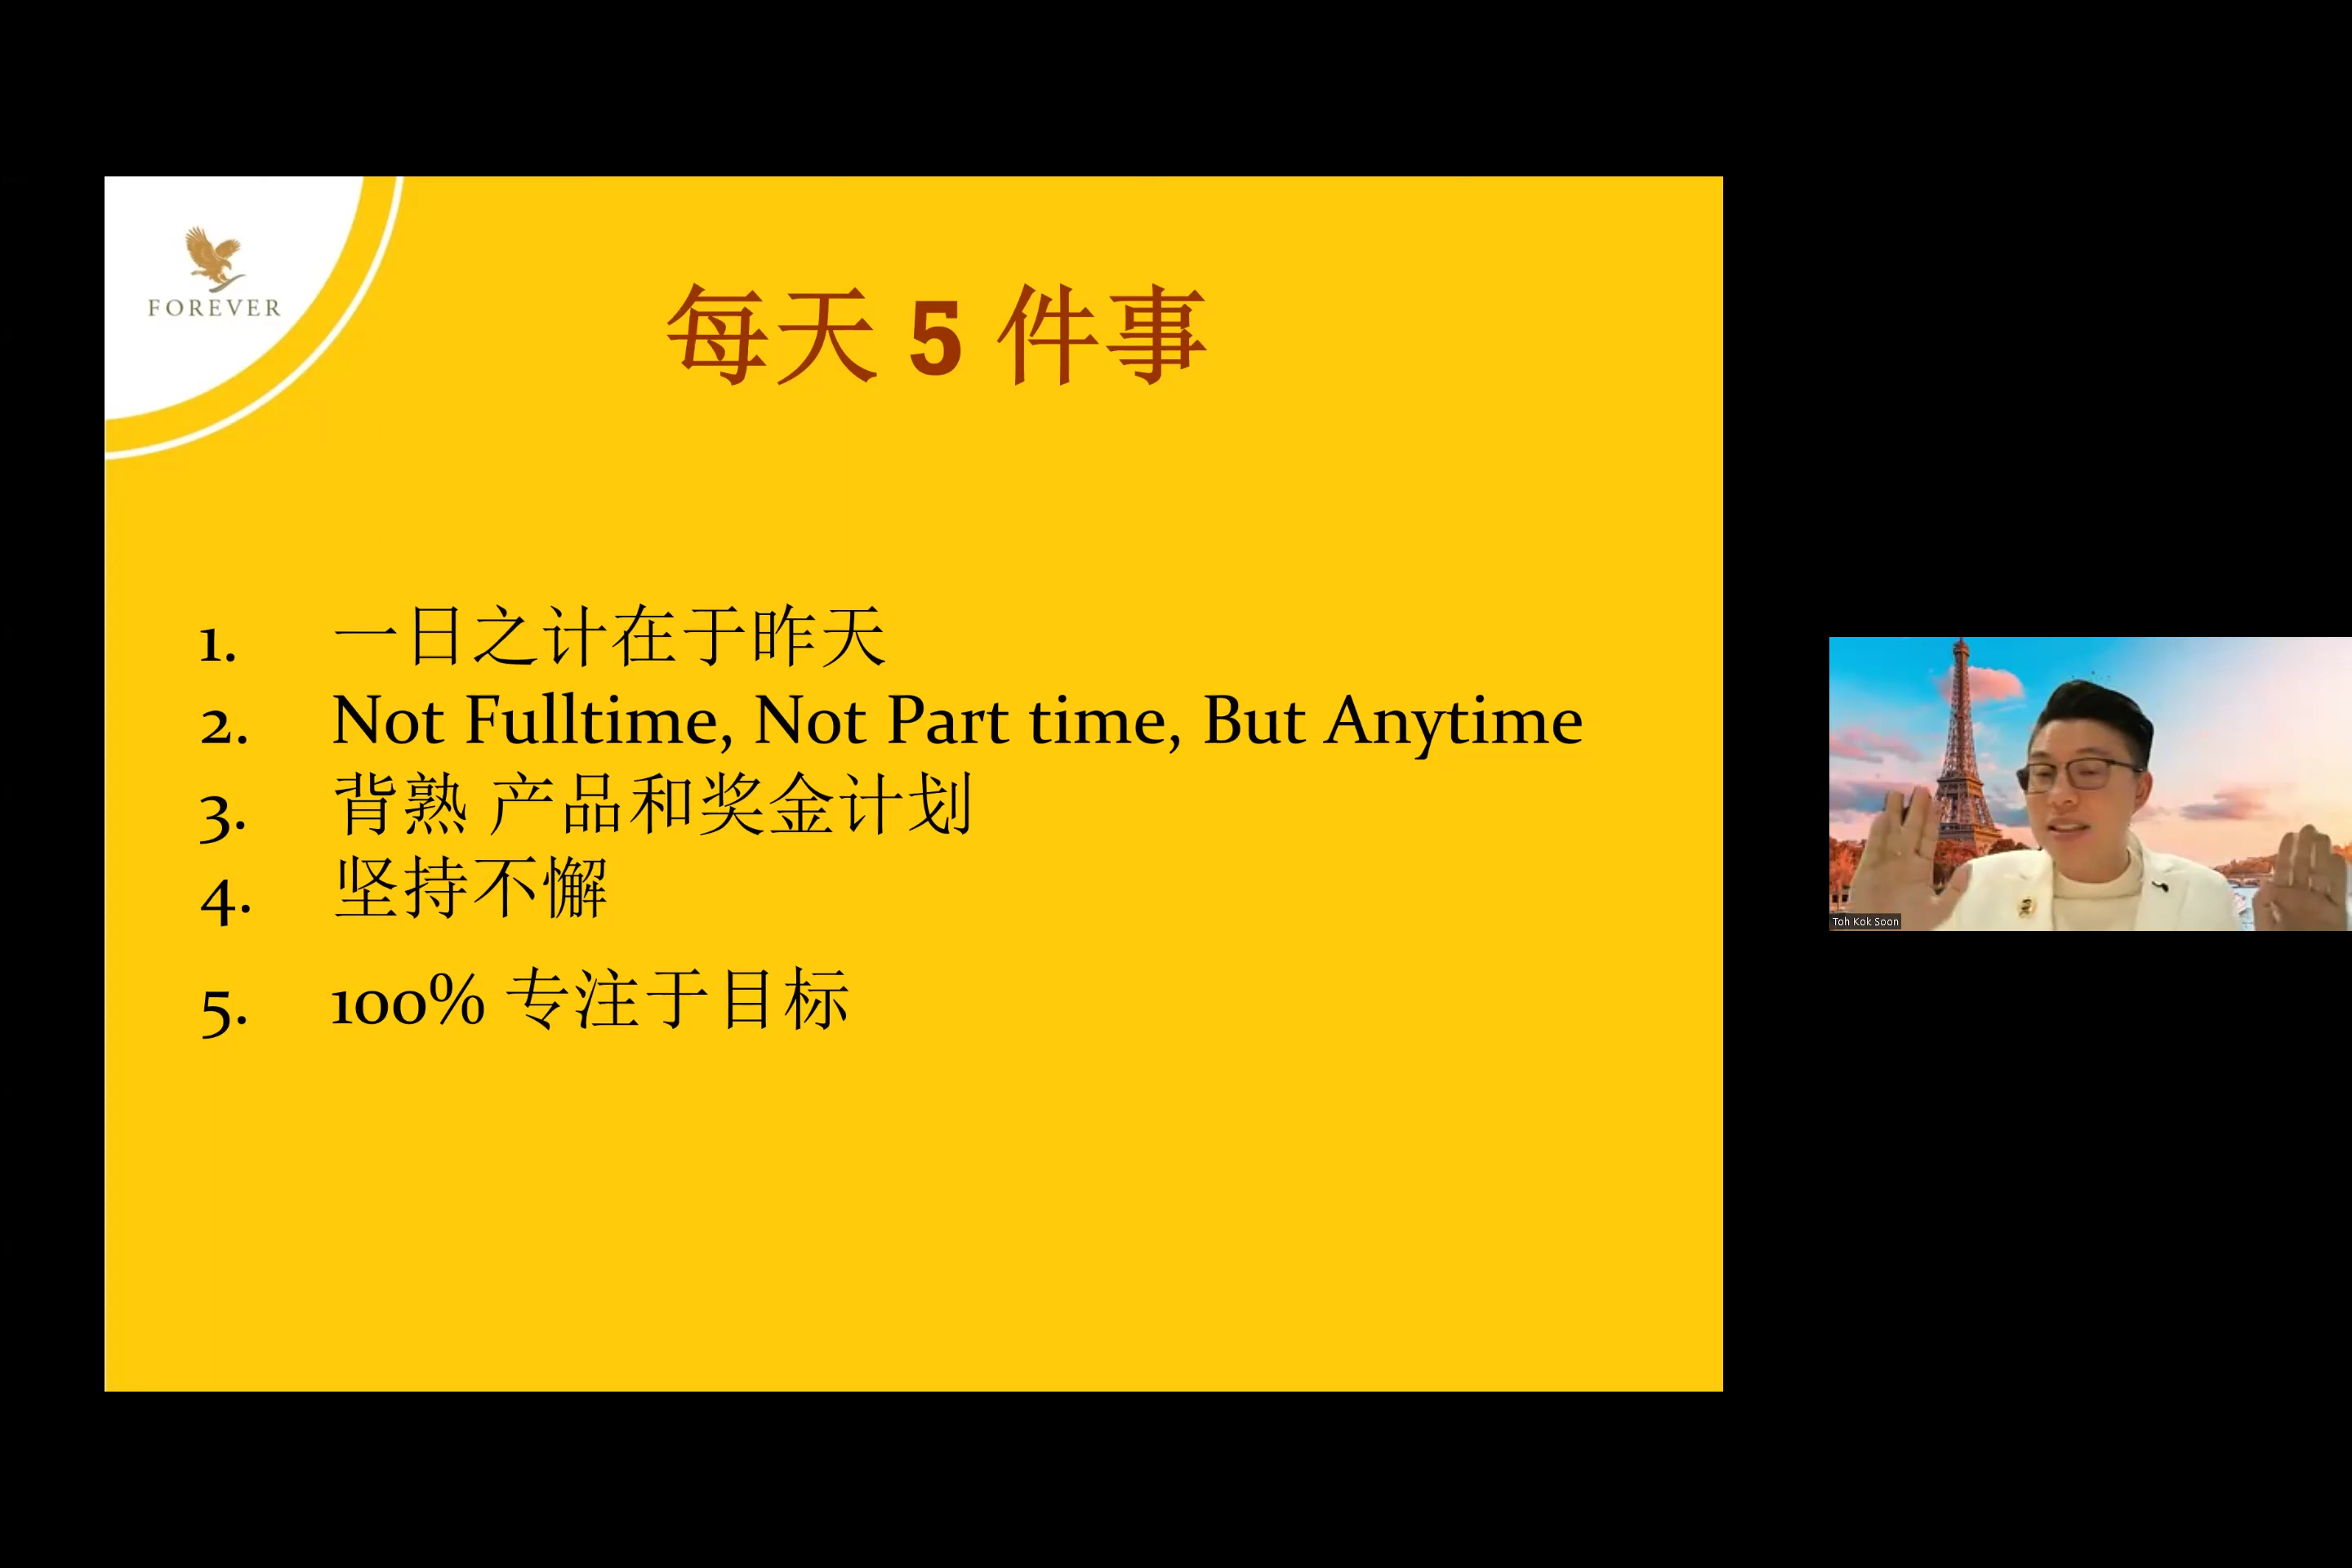 FOREVER
每天 5 件事
1. 一日之计在于昨天
2. Not Fulltime, Not Part time, But Anytime
3. 背熟 产品和奖金计划
4. 坚持不懈
5. 100% 专注于目标
Toh Kok Soon